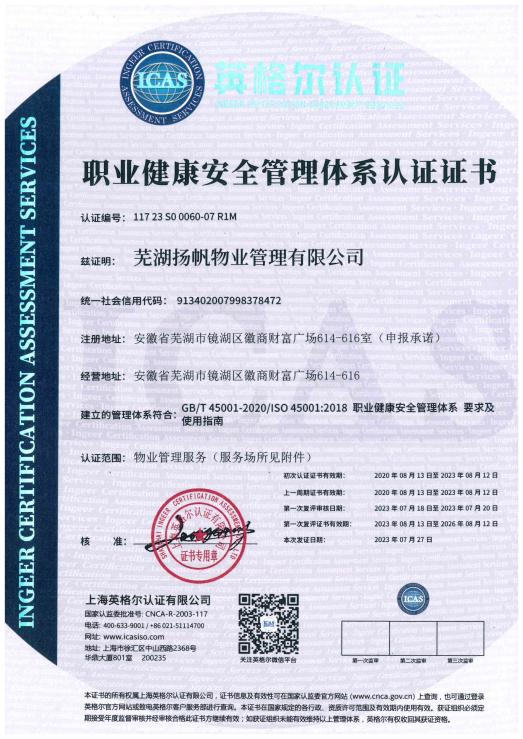 INGEER CERTIFICATION
ICAS
ASSESSMENT SERVICES
英格尔认证
INGEER CERTIFICATION ASSESSMENT SERVICES
INGEER CERTIFICATION ASSESSMENT SERVICES
职业健康安全管理体系认证证书
认证编号： 117 23 S0 0060-07 R1M
兹证明： 芜湖扬帆物业管理有限公司
统一社会信用代码： 913402007998378472
注册地址： 安徽省芜湖市镜湖区徽商财富广场614-616室（申报承诺）
经营地址： 安徽省芜湖市镜湖区徽商财富广场614-616
建立的管理体系符合： GB/T 45001-2020/ISO 45001:2018 职业健康安全管理体系 要求及
使用指南
认证范围： 物业管理服务（服务场所见附件）
初次认证证书有效期： 2020 年 08 月 13 日至 2023 年 08 月 12 日
上一周期证书有效期： 2020 年 08 月 13 日至 2023 年 08 月 12 日
第一次复评审核日期： 2023 年 07 月 18 日至 2023 年 07 月 20 日
第一次复评证书有效期： 2023 年 08 月 13 日至 2026 年 08 月 12 日
本次发证日期： 2023 年 07 月 27 日
核 准：
SHANGHAI INGEER CERTIFICATION ASSESSMENT CO., LTD
上海英格尔认证有限公司
证书专用章
上海英格尔认证有限公司
国家认监委批准号: CNCA-R-2003-117
电话: 400-633-9001 / +86 021-51114700
网址: www.icasiso.com
地址: 上海市徐汇区中山西路2368号
华鼎大厦801室 200235
ICAS
关注英格尔微信平台
ICAS
第一次监审
第二次监审
第三次监审
本证书的所有权属上海英格尔认证有限公司，证书信息及有效性可在国家认监委官方网站 (www.cnca.gov.cn) 上查询，也可通过登录
英格尔官方网站或致电英格尔客户服务部进行查询。本证书在国家规定的各行政、资质许可范围及有效期内使用有效。获证组织必须定
期接受年度监督审核并经审核合格此证书方继续有效；如获证组织未能有效维持以上管理体系，英格尔有权收回其获证资格。